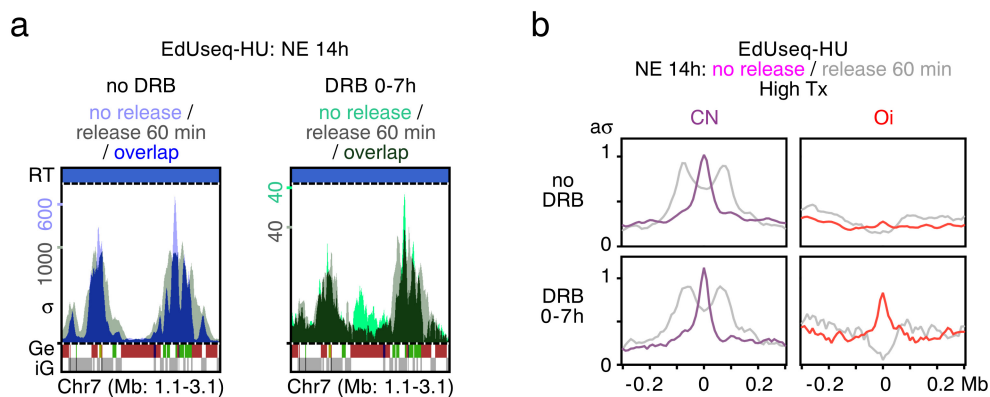 a
EdUseq-HU: NE 14h
no DRB
no release /
release 60 min
/ overlap
DRB 0-7h
no release /
release 60 min
/ overlap
RT
600
1000
σ
40
40
Ge
iG
Chr7 (Mb: 1.1-3.1)
Chr7 (Mb: 1.1-3.1)
b
EdUseq-HU
NE 14h: no release / release 60 min
High Tx
CN
Oi
aσ
1
no
DRB
0
1
DRB
0-7h
0
-0.2 0 0.2
-0.2 0 0.2 Mb